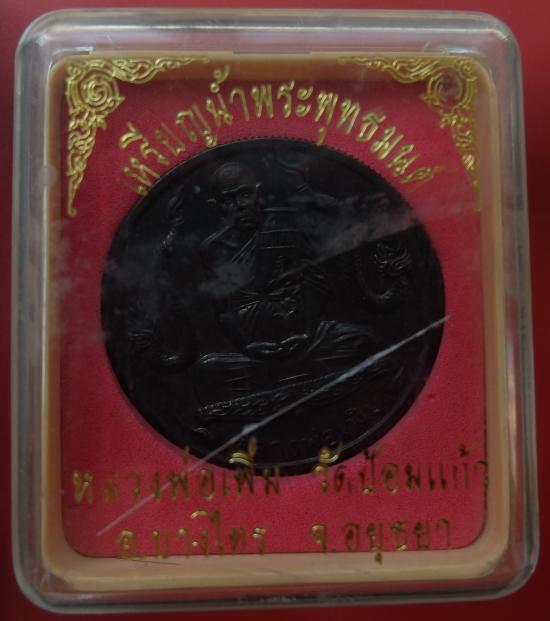 เหรียญน้ำพระพุทธมนต์
หลวงพ่อเพิ่ม วัดป้อมแก้ว
อ.บางไทร จ.อยุธยา